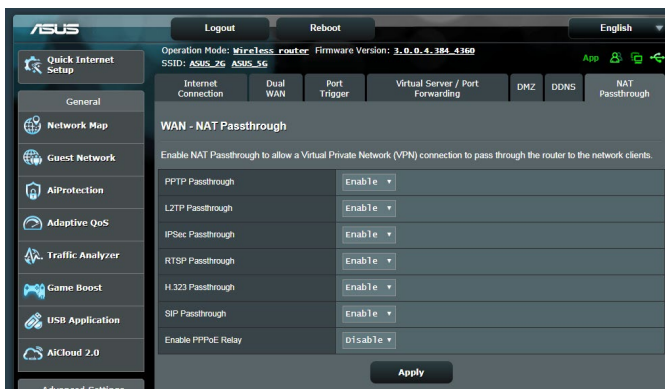 ASUS
Logout
Reboot
English
Quick Internet Setup
Operation Mode: Wireless router Firmware Version: 3.0.0.4.384_4360
SSID: ASUS_2G ASUS_5G
App
General
Network Map
Guest Network
AiProtection
Adaptive QoS
Traffic Analyzer
Game Boost
USB Application
AiCloud 2.0
Advanced Settings
Internet Connection
Dual WAN
Port Trigger
Virtual Server / Port Forwarding
DMZ
DDNS
NAT Passthrough
WAN - NAT Passthrough
Enable NAT Passthrough to allow a Virtual Private Network (VPN) connection to pass through the router to the network clients.
PPTP Passthrough Enable
L2TP Passthrough Enable
IPSec Passthrough Enable
RTSP Passthrough Enable
H.323 Passthrough Enable
SIP Passthrough Enable
Enable PPPoE Relay Disable
Apply